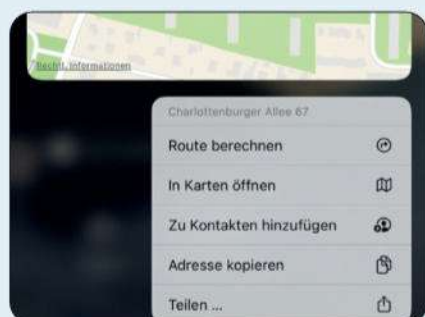 Rechtl. Informationen
Charlottenburger Allee 67
Route berechnen
In Karten öffnen
Zu Kontakten hinzufügen
Adresse kopieren
Teilen ...